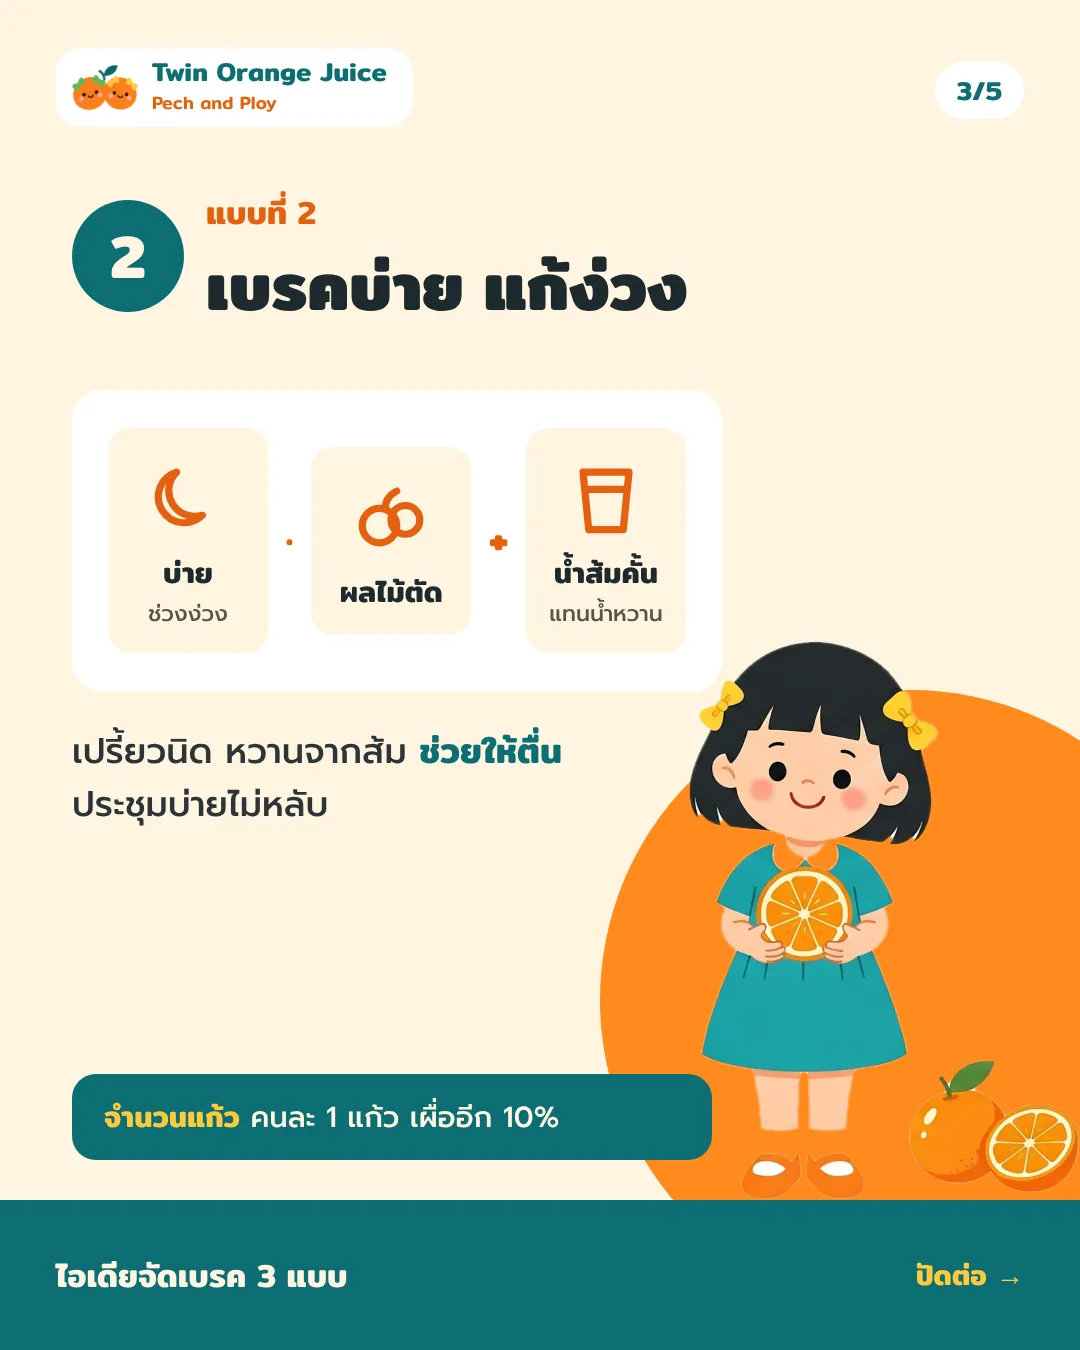 Twin Orange Juice
Pech and Ploy
3/5
2
แบบที่ 2
เบรคบ่าย แก้ง่วง
บ่าย
ช่วงง่วง
·
ผลไม้ตัด
+
น้ำส้มคั้น
แทนน้ำหวาน
เปรี้ยวนิด หวานจากส้ม ช่วยให้ตื่น
ประชุมบ่ายไม่หลับ
จำนวนแก้ว คนละ 1 แก้ว เผื่ออีก 10%
ไอเดียจัดเบรค 3 แบบ
ปัดต่อ →